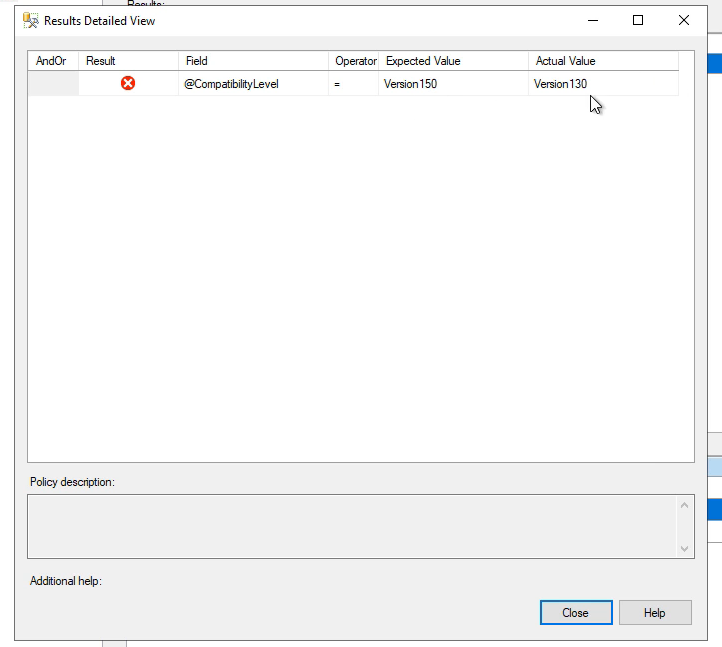 Results:
Results Detailed View
AndOr Result Field Operator Expected Value Actual Value
@CompatibilityLevel = Version150 Version130
Policy description:
Additional help:
Close Help